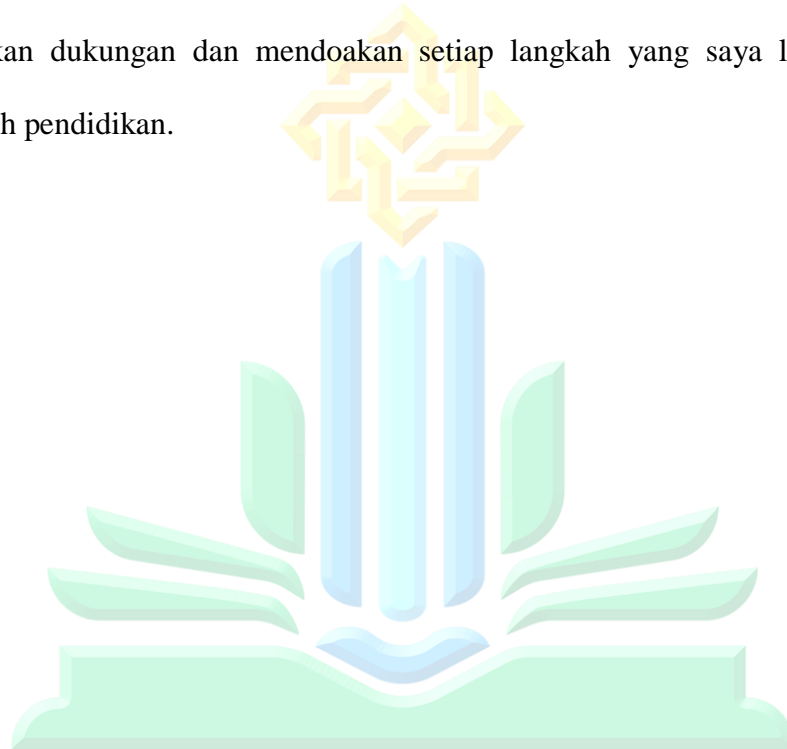 kan dukungan dan mendoakan setiap langkah yang saya l
h pendidikan.